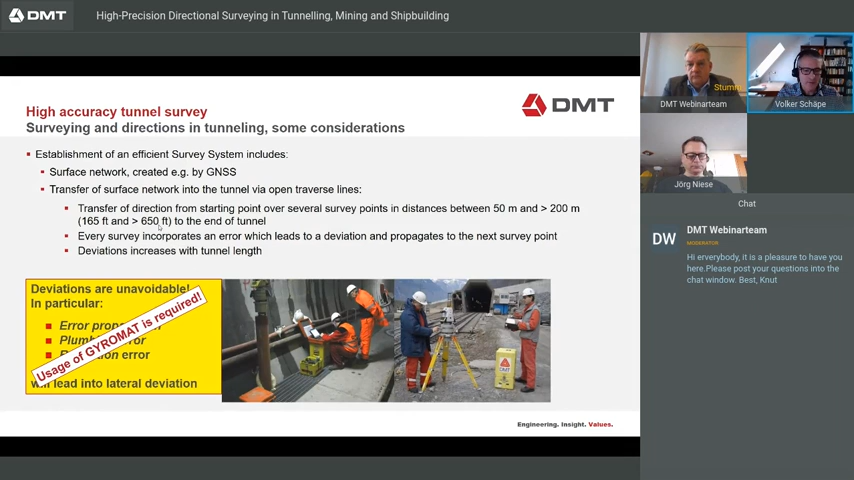 DMT
High-Precision Directional Surveying in Tunnelling, Mining and Shipbuilding
High accuracy tunnel survey
Surveying and directions in tunneling, some considerations
DMT
Establishment of an efficient Survey System includes:
Surface network, created e.g. by GNSS
Transfer of surface network into the tunnel via open traverse lines:
Transfer of direction from starting point over several survey points in distances between 50 m and > 200 m
(165 ft and > 650 ft) to the end of tunnel
Every survey incorporates an error which leads to a deviation and propagates to the next survey point
Deviations increases with tunnel length
Deviations are unavoidable!
In particular:
Error
error
error
lead into lateral deviation
Usage of GYROMAT is required!
DMT
Engineering. Insight. Values.
Stumm
DMT Webinarteam
Volker Schäpe
Jörg Niese
Chat
DW
DMT Webinarteam
MODERATOR
Hi erverybody, it is a pleasure to have you
here.Please post your questions into the
chat window. Best, Knut